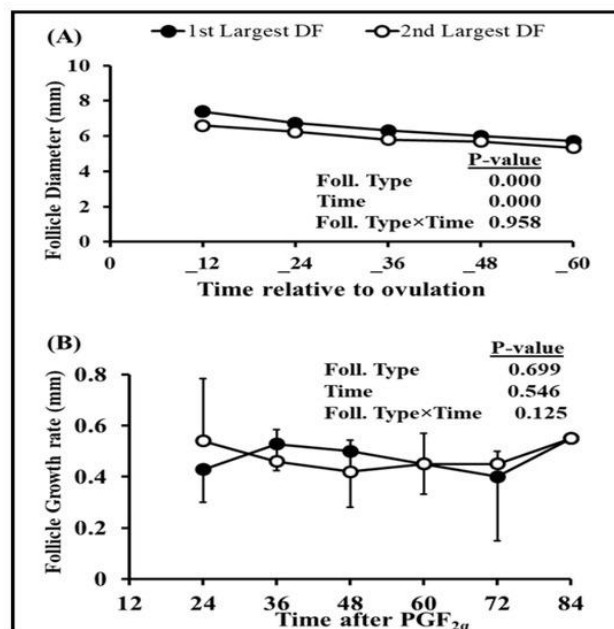 (A) 1st Largest DF 2nd Largest DF
Follicle Diameter (mm)
10
8
6
4
2
0
P-value
Foll. Type 0.000
Time 0.000
Foll. Type×Time 0.958
0 _12 _24 _36 _48 _60
Time relative to ovulation
(B)
P-value
Foll. Type 0.699
Time 0.546
Foll. Type×Time 0.125
Follicle Growth rate (mm)
0.8
0.6
0.4
0.2
0
12 24 36 48 60 72 84
Time after PGF2α